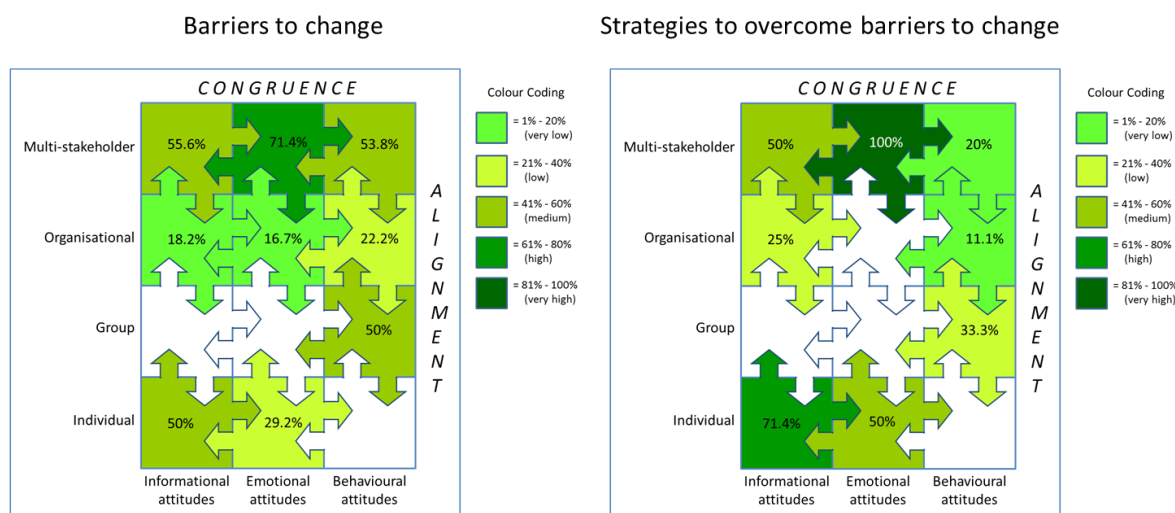 Barriers to change
Strategies to overcome barriers to change
CONGRUENCE
Colour Coding
Multi-stakeholder
55.6%
71.4%
53.8%
= 1% - 20%
(very low)
= 21% - 40%
(low)
Organisational
18.2%
16.7%
22.2%
= 41% - 60%
(medium)
= 61% - 80%
(high)
= 81% - 100%
(very high)
Group
50%
Individual
50%
29.2%
ALIGNMENT
Informational
attitudes
Emotional
attitudes
Behavioural
attitudes
CONGRUENCE
Colour Coding
Multi-stakeholder
50%
100%
20%
= 1% - 20%
(very low)
= 21% - 40%
(low)
Organisational
25%
11.1%
= 41% - 60%
(medium)
= 61% - 80%
(high)
= 81% - 100%
(very high)
Group
33.3%
Individual
71.4%
50%
ALIGNMENT
Informational
attitudes
Emotional
attitudes
Behavioural
attitudes